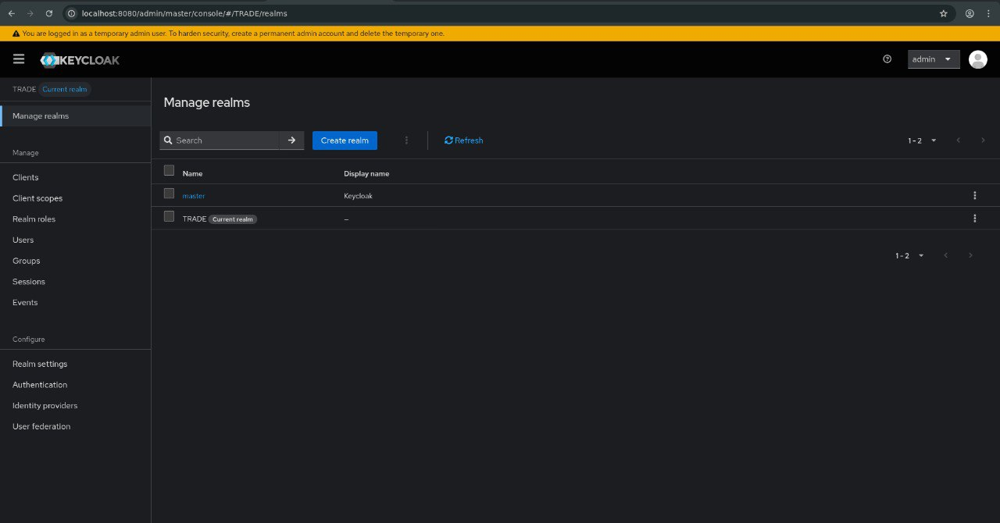 localhost:8080/admin/master/console/#/TRADE/realms
You are logged in as a temporary admin user. To harden security, create a permanent admin account and delete the temporary one.
KEYCLOAK
admin
TRADE Current realm
Manage realms
Manage
Clients
Client scopes
Realm roles
Users
Groups
Sessions
Events
Configure
Realm settings
Authentication
Identity providers
User federation
Manage realms
Search Create realm Refresh 1 - 2
Name Display name
master Keycloak
TRADE Current realm –
1 - 2